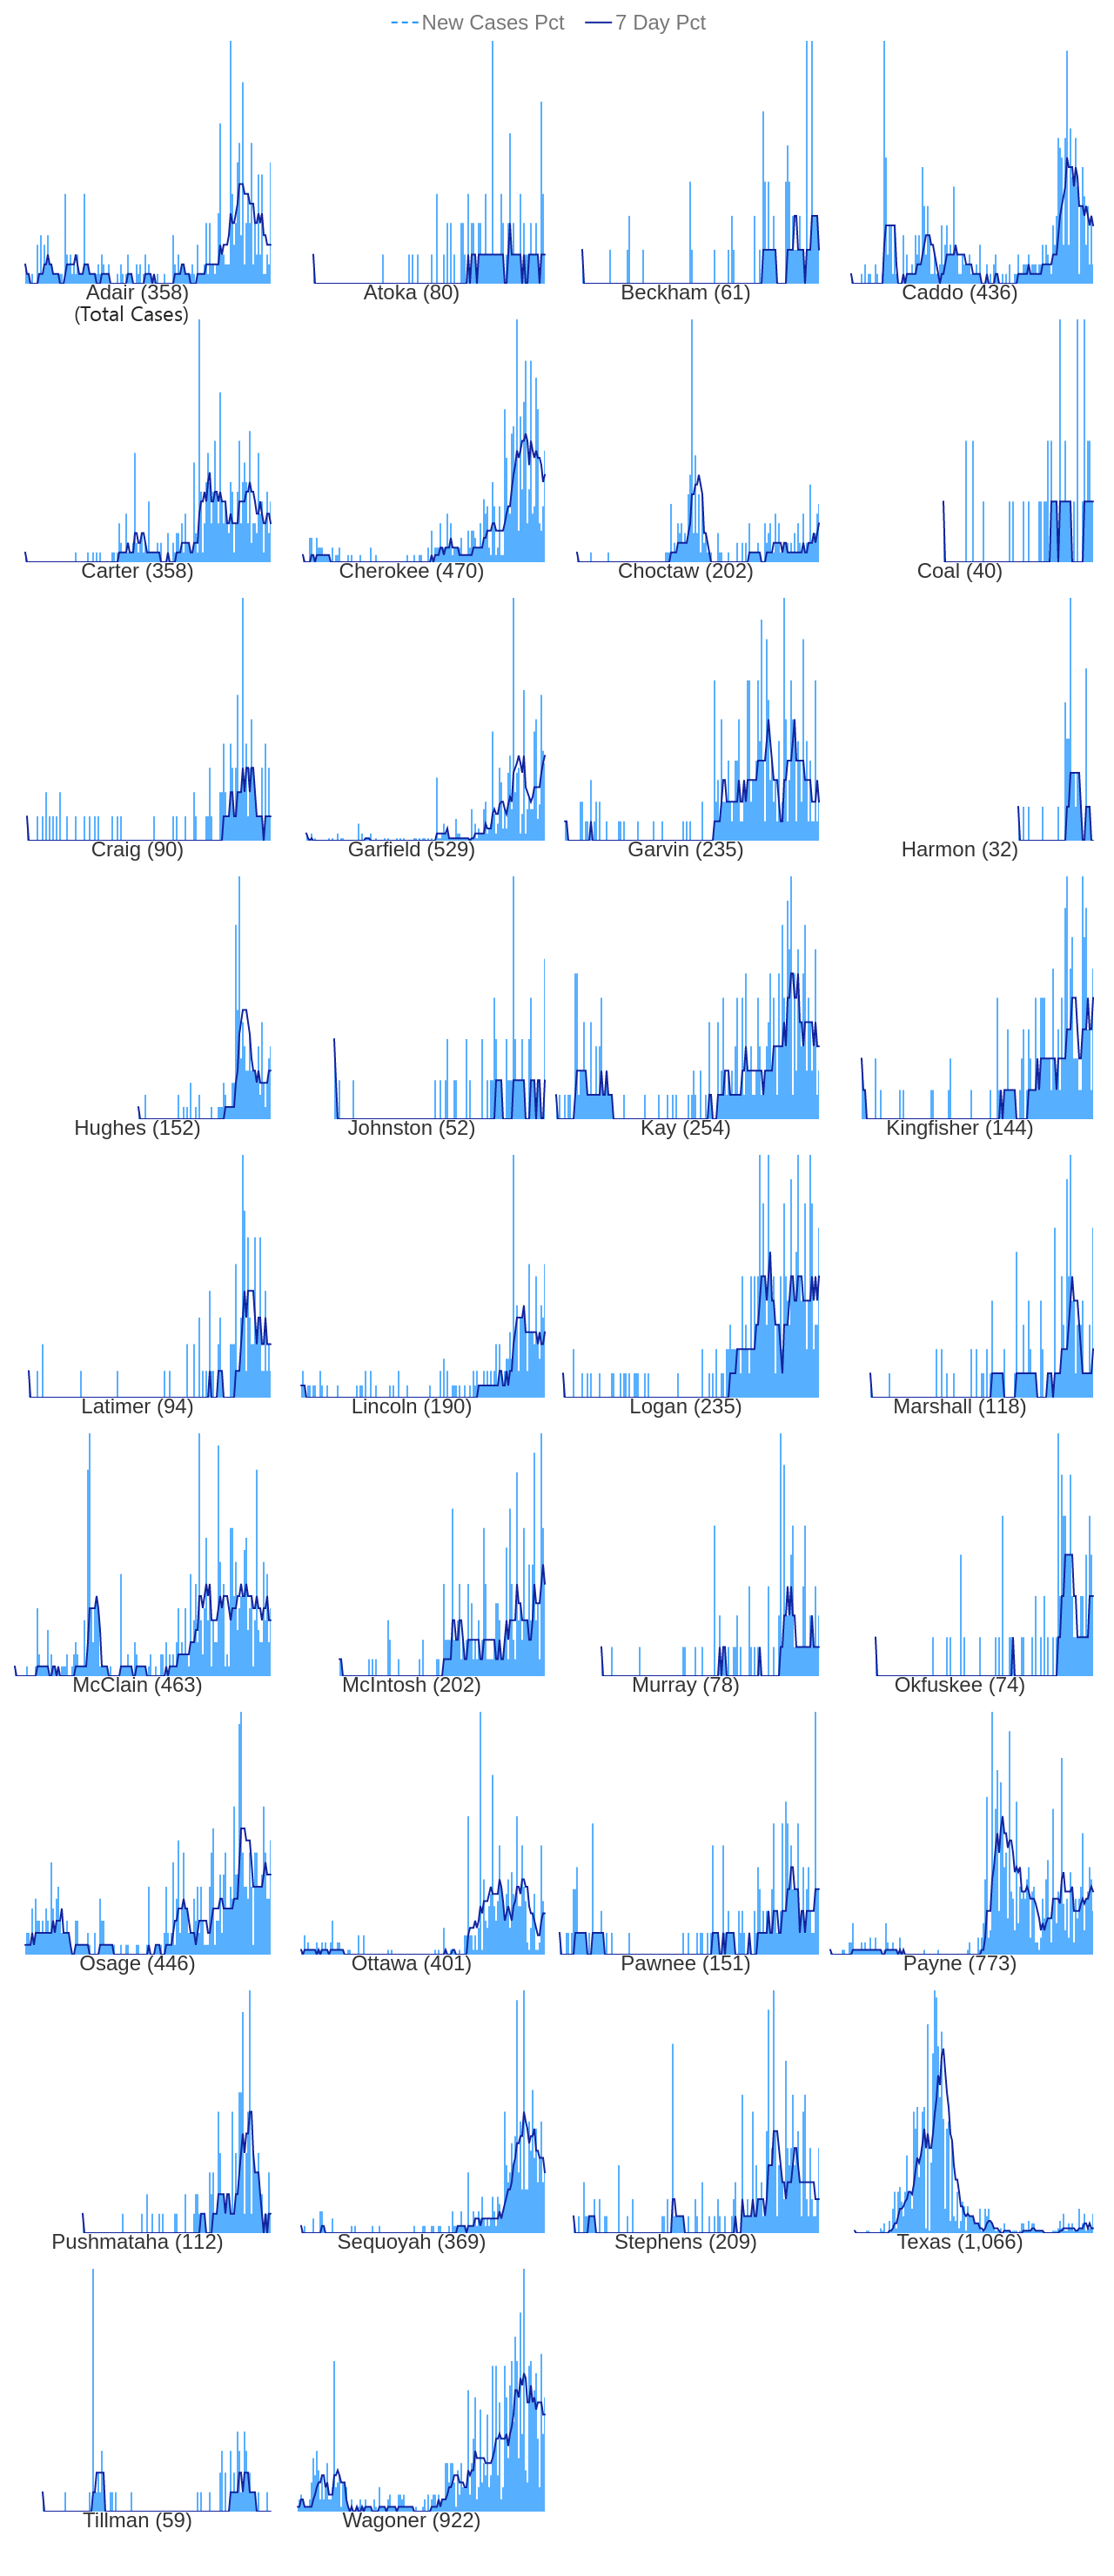 New Cases Pct 7 Day Pct
Adair (358) Atoka (80) Beckham (61) Caddo (436)
(Total Cases)
Carter (358) Cherokee (470) Choctaw (202) Coal (40)
Craig (90) Garfield (529) Garvin (235) Harmon (32)
Hughes (152) Johnston (52) Kay (254) Kingfisher (144)
Latimer (94) Lincoln (190) Logan (235) Marshall (118)
McClain (463) McIntosh (202) Murray (78) Okfuskee (74)
Osage (446) Ottawa (401) Pawnee (151) Payne (773)
Pushmataha (112) Sequoyah (369) Stephens (209) Texas (1,066)
Tillman (59) Wagoner (922)